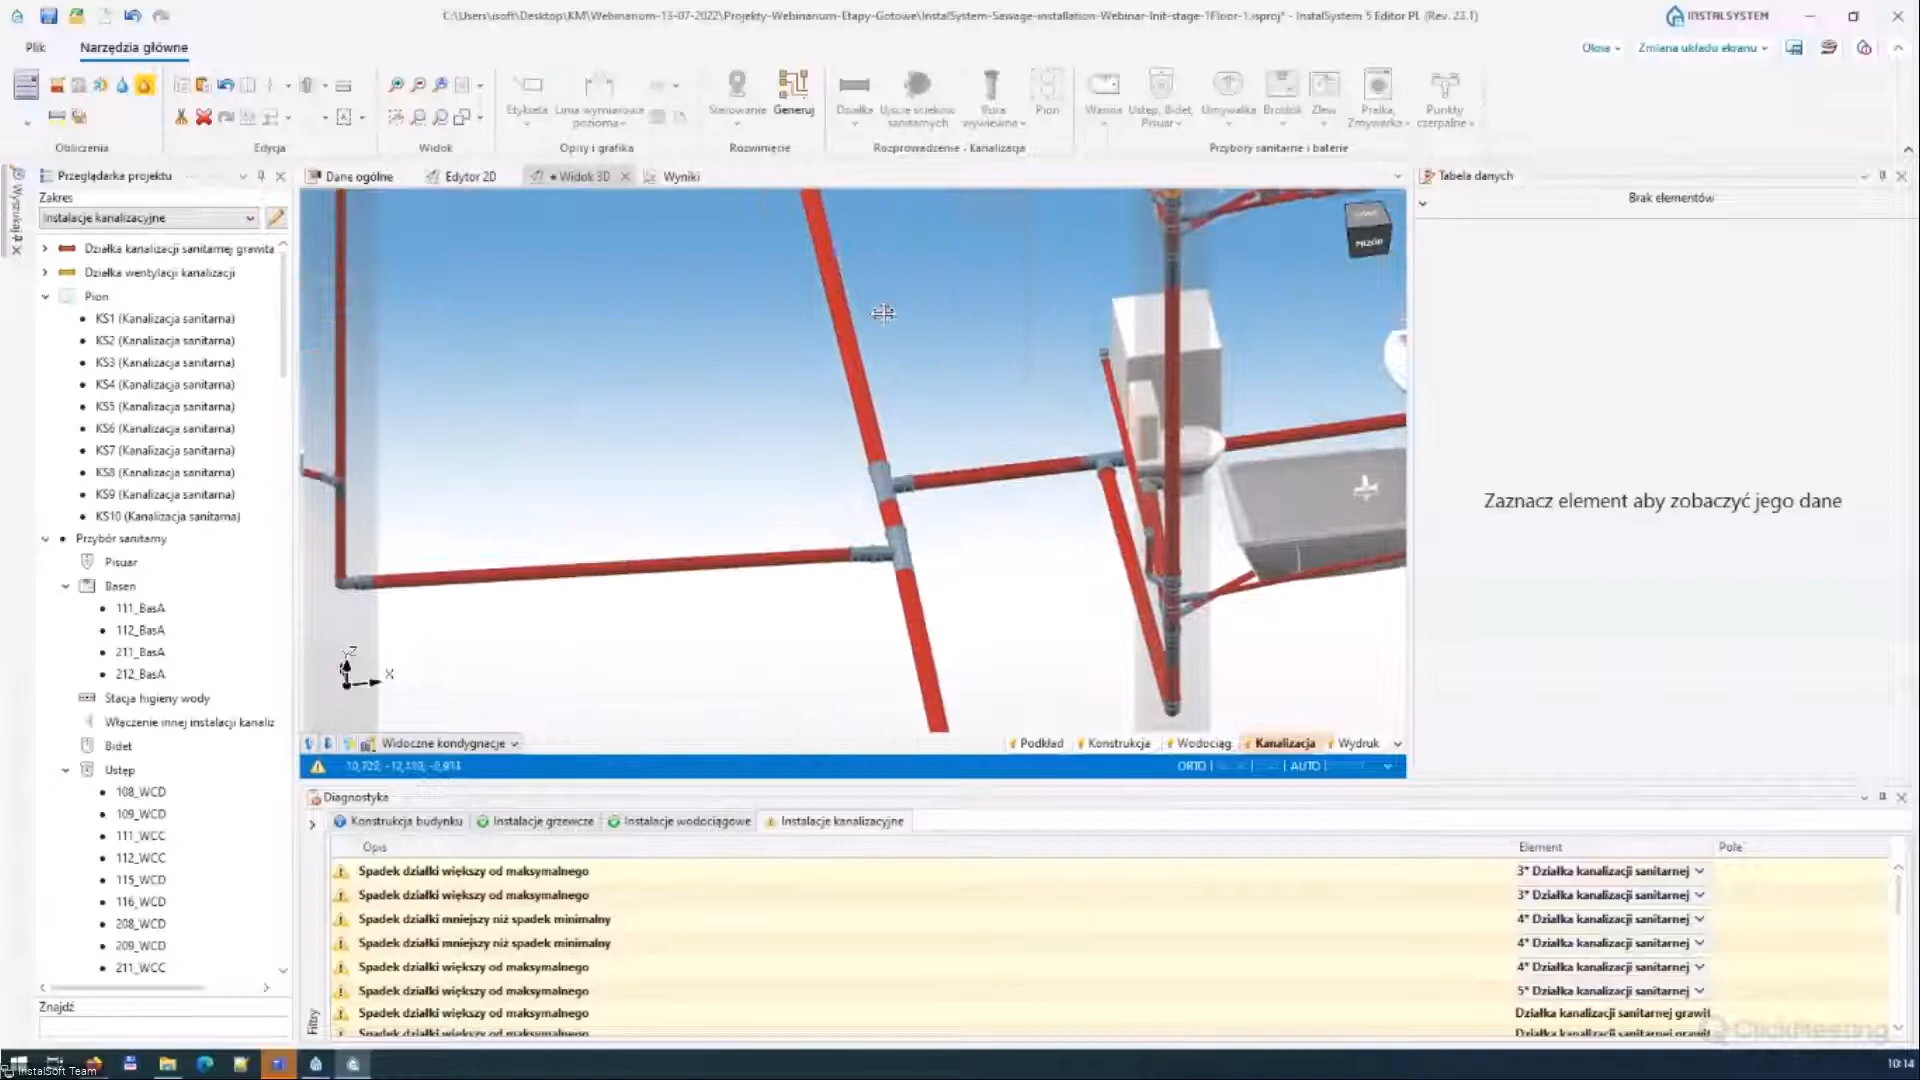 C:\Users\isoft\Desktop\KM\Webinarium-13-07-2022\Projekty-Webinarium-Etapy-Gotowe\InstalSystem-Sewage-installation-Webinar-Init-stage-1Floor-1.isproj* - InstalSystem 5 Editor PL (Rev. 23.1)
INSTALSYSTEM
Plik
Narzędzia główne
Okna
Zmiana układu ekranu
Etykieta
Linia wymiarowa pozioma
Sterowanie
Generuj
Działka
Ujście ścieków sanitarnych
Rura wywiewna
Pion
Wanna
Ustęp, Bidet, Pisuar
Umywalka
Brodzik
Zlew
Pralka, Zmywarka
Punkty czerpalne
Obliczenia
Edycja
Widok
Opisy i grafika
Rozwinięcie
Rozprowadzenie - Kanalizacja
Przybory sanitarne i baterie
Wyszukaj
Przeglądarka projektu
Zakres
Instalacje kanalizacyjne
Działka kanalizacji sanitarnej grawita
Działka wentylacji kanalizacji
Pion
KS1 (Kanalizacja sanitarna)
KS2 (Kanalizacja sanitarna)
KS3 (Kanalizacja sanitarna)
KS4 (Kanalizacja sanitarna)
KS5 (Kanalizacja sanitarna)
KS6 (Kanalizacja sanitarna)
KS7 (Kanalizacja sanitarna)
KS8 (Kanalizacja sanitarna)
KS9 (Kanalizacja sanitarna)
KS10 (Kanalizacja sanitarna)
Przybór sanitarny
Pisuar
Basen
111_BasA
112_BasA
211_BasA
212_BasA
Stacja higieny wody
Włączenie innej instalacji kanaliz
Bidet
Ustęp
108_WCD
109_WCD
111_WCC
112_WCC
115_WCD
116_WCD
208_WCD
209_WCD
211_WCC
Znajdź
Dane ogólne
Edytor 2D
• Widok 3D
Wyniki
PRZÓD
Z
Y
X
Widoczne kondygnacje
Podkład
Konstrukcja
Wodociąg
Kanalizacja
Wydruk
ORTO
AUTO
Tabela danych
Brak elementów
Zaznacz element aby zobaczyć jego dane
Diagnostyka
Konstrukcja budynku
Instalacje grzewcze
Instalacje wodociągowe
Instalacje kanalizacyjne
Filtry
Opis
Element
Pole
Spadek działki większy od maksymalnego
3* Działka kanalizacji sanitarnej
Spadek działki większy od maksymalnego
3* Działka kanalizacji sanitarnej
Spadek działki mniejszy niż spadek minimalny
4* Działka kanalizacji sanitarnej
Spadek działki mniejszy niż spadek minimalny
4* Działka kanalizacji sanitarnej
Spadek działki większy od maksymalnego
4* Działka kanalizacji sanitarnej
Spadek działki większy od maksymalnego
5* Działka kanalizacji sanitarnej
Spadek działki większy od maksymalnego
Działka kanalizacji sanitarnej grawit
Spadek działki większy od maksymalnego
Działka kanalizacji sanitarnej grawit
ClickMeeting
InstalSoft Team
10:14